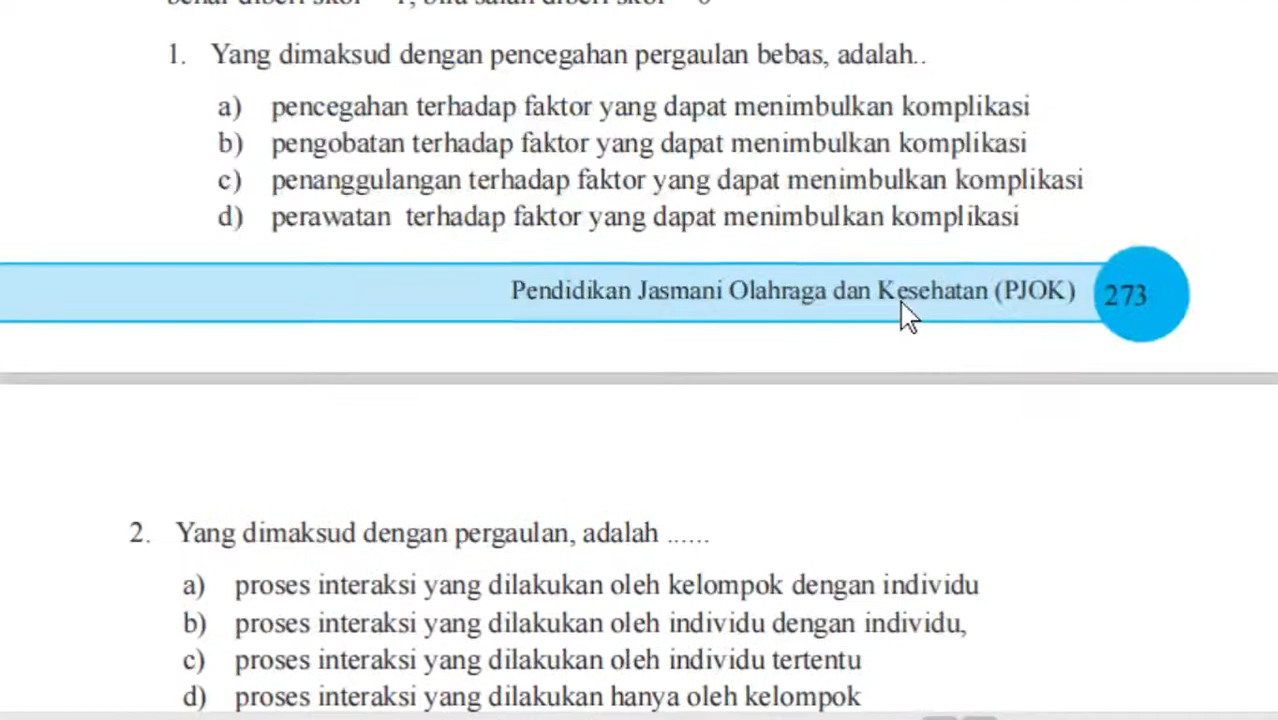 1. Yang dimaksud dengan pencegahan pergaulan bebas, adalah..
a) pencegahan terhadap faktor yang dapat menimbulkan komplikasi
b) pengobatan terhadap faktor yang dapat menimbulkan komplikasi
c) penanggulangan terhadap faktor yang dapat menimbulkan komplikasi
d) perawatan terhadap faktor yang dapat menimbulkan komplikasi
Pendidikan Jasmani Olahraga dan Kesehatan (PJOK) 273
2. Yang dimaksud dengan pergaulan, adalah ......
a) proses interaksi yang dilakukan oleh kelompok dengan individu
b) proses interaksi yang dilakukan oleh individu dengan individu,
c) proses interaksi yang dilakukan oleh individu tertentu
d) proses interaksi yang dilakukan hanya oleh kelompok